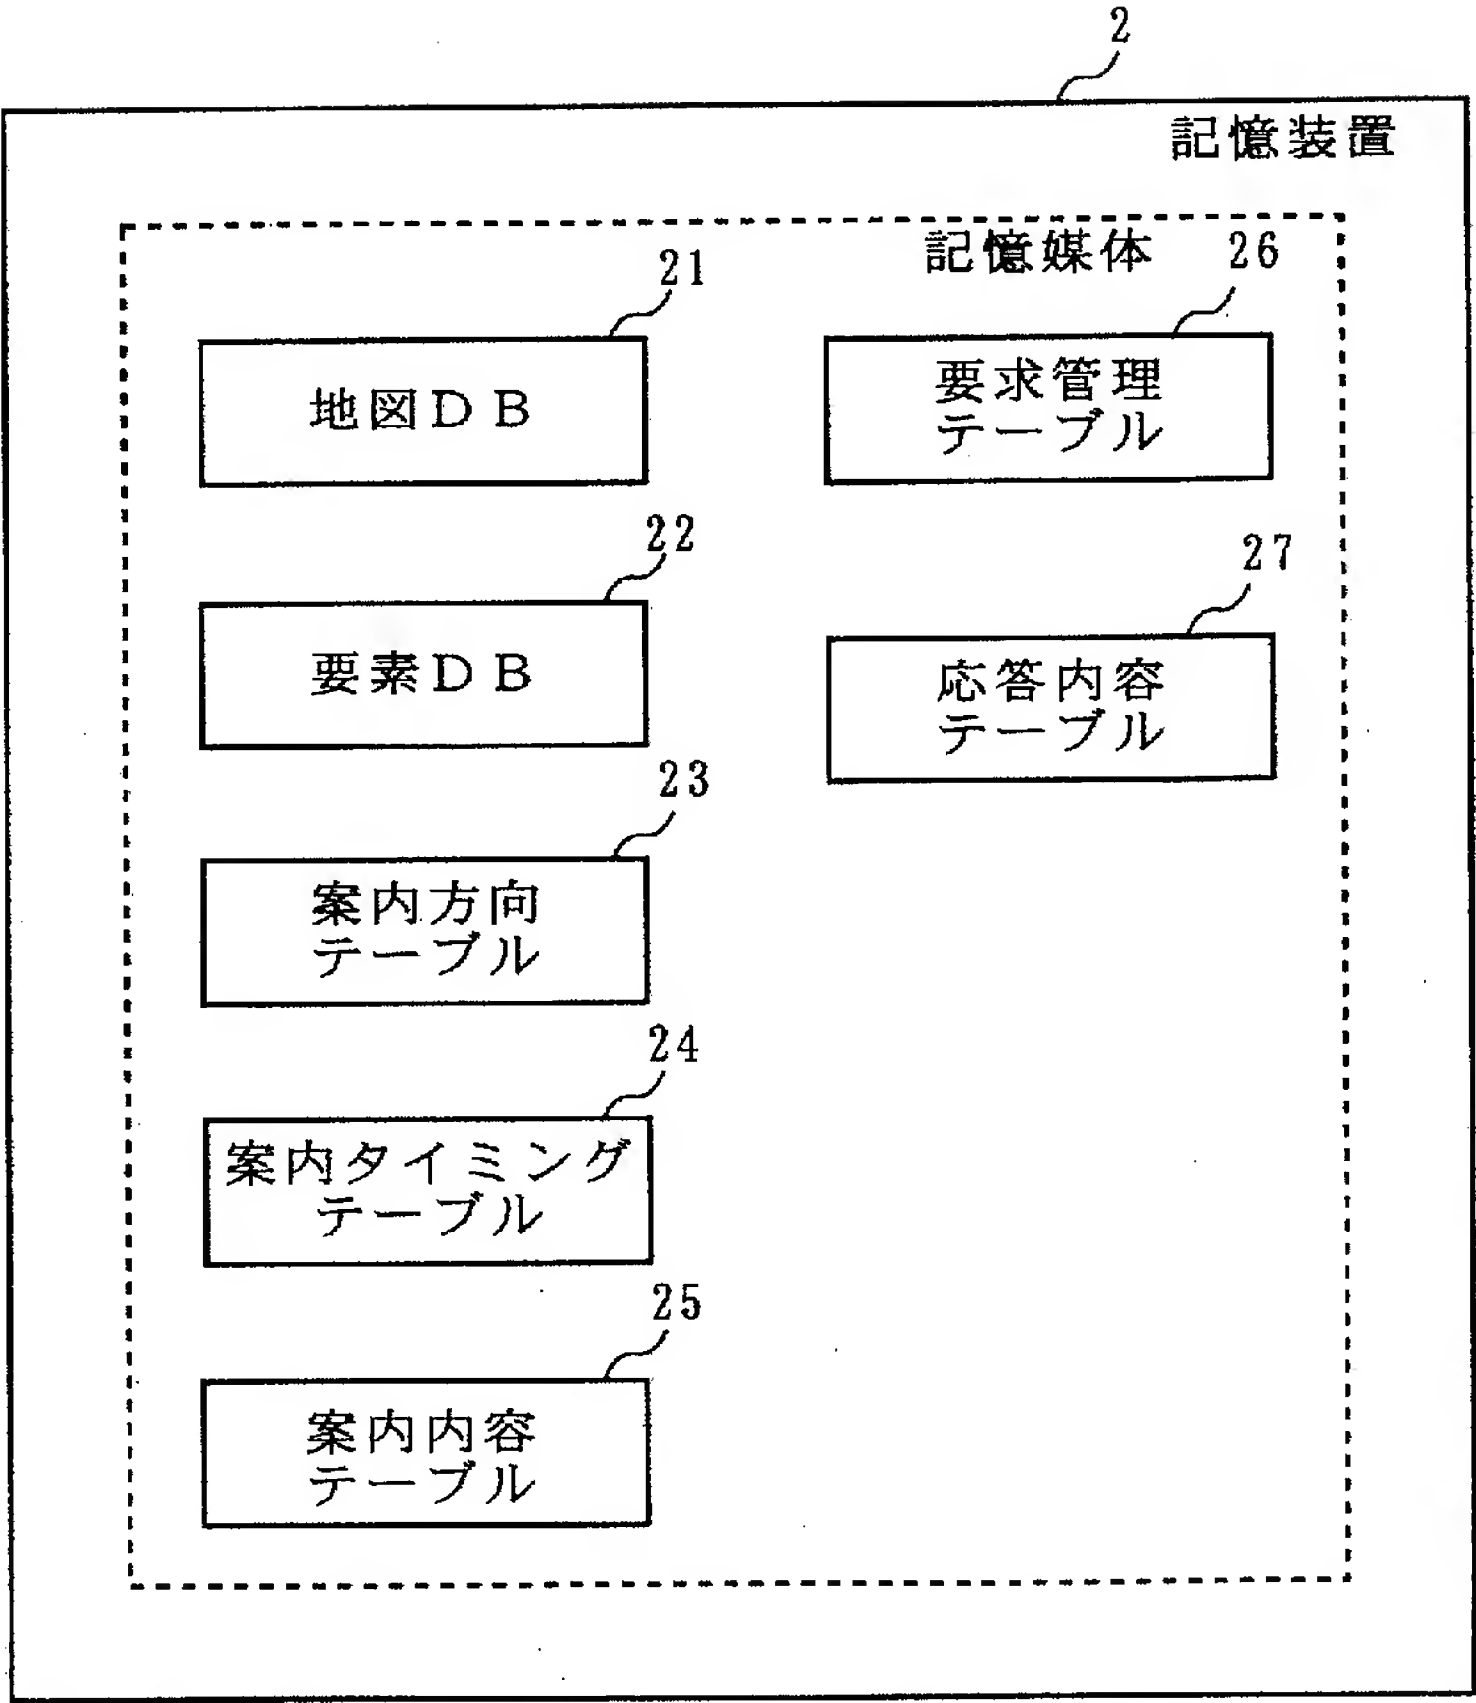 2
記憶装置
記憶媒体
21
地図DB
22
要素DB
23
案内方向
テーブル
24
案内タイミング
テーブル
25
案内内容
テーブル
26
要求管理
テーブル
27
応答内容
テーブル